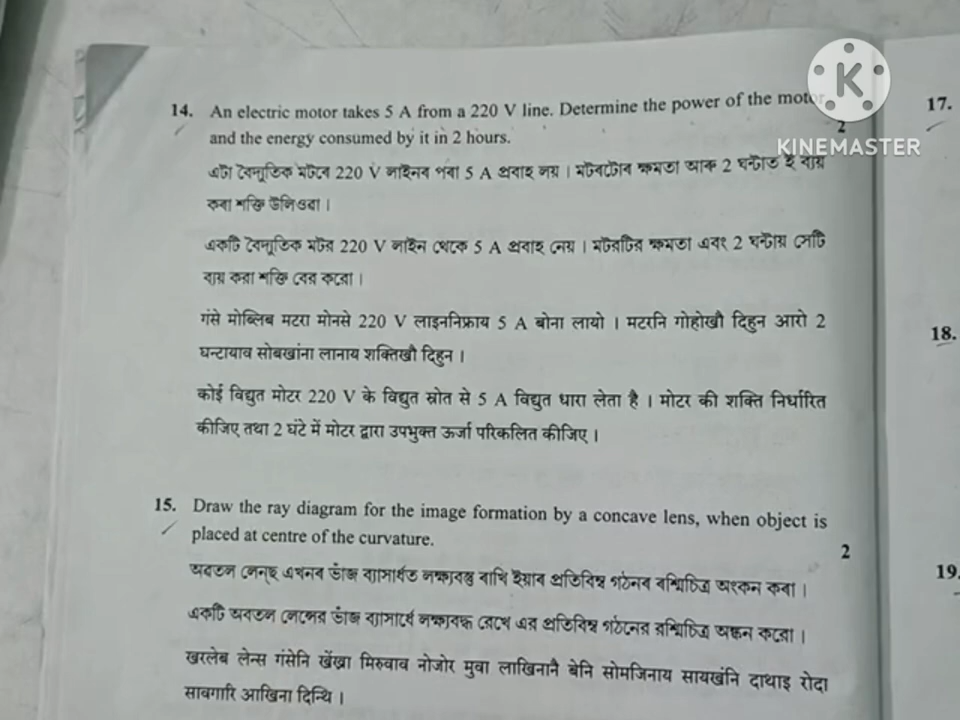 14. An electric motor takes 5 A from a 220 V line. Determine the power of the motor
and the energy consumed by it in 2 hours.
2
এটা বৈদ্যুতিক মটৰে 220 V লাইনৰ পৰা 5 A প্ৰবাহ লয় । মটৰটোৰ ক্ষমতা আৰু 2 ঘন্টাত ই ব্যয়
কৰা শক্তি উলিওৱা ।
একটি বৈদ্যুতিক মটর 220 V লাইন থেকে 5 A প্রবাহ নেয় । মটরটির ক্ষমতা এবং 2 ঘন্টায় সেটি
ব্যয় করা শক্তি বের করো ।
गंसे मोब्लिब मटरा मोनसे 220 V लाइननिफ्राय 5 A बोना लायो । मटरनि गोहोखौ दिहुन आरो 2
घन्टायाव सोबखांना लानाय शक्तिखौ दिहुन ।
कोई विद्युत मोटर 220 V के विद्युत स्रोत से 5 A विद्युत धारा लेता है । मोटर की शक्ति निर्धारित
कीजिए तथा 2 घंटे में मोटर द्वारा उपभुक्त ऊर्जा परिकलित कीजिए ।
15. Draw the ray diagram for the image formation by a concave lens, when object is
placed at centre of the curvature.
2
অৱতল লেন্‌ছ এখনৰ ভাঁজ ব্যাসাৰ্ধত লক্ষ্যবস্তু ৰাখি ইয়াৰ প্ৰতিবিম্ব গঠনৰ ৰশ্মিচিত্ৰ অংকন কৰা ।
একটি অবতল লেন্সের ভাঁজ ব্যাসার্ধে লক্ষ্যবস্তু রেখে এর প্রতিবিম্ব গঠনের রশ্মিচিত্র অঙ্কন করো ।
खरलेब लेन्स गंसेनि खेंख्रा मिरुवाव नोजोर मुवा लाखिनानै बेनि सोमजिनाय सायखंनि दाथाइ रोदा
सावगारि आखिना दिन्थि ।
17.
18.
19.
K
KINEMASTER